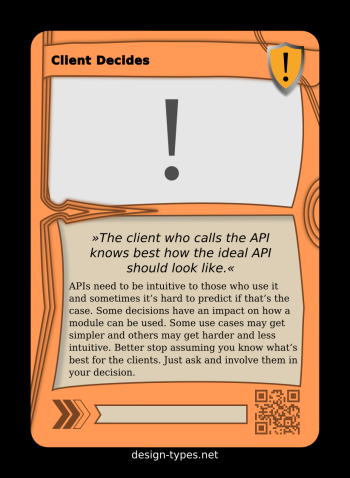 Client Decides
!
!
»The client who calls the API
knows best how the ideal API
should look like.«
APIs need to be intuitive to those who use it
and sometimes it's hard to predict if that's the
case. Some decisions have an impact on how a
module can be used. Some use cases may get
simpler and others may get harder and less
intuitive. Better stop assuming you know what's
best for the clients. Just ask and involve them in
your decision.
design-types.net